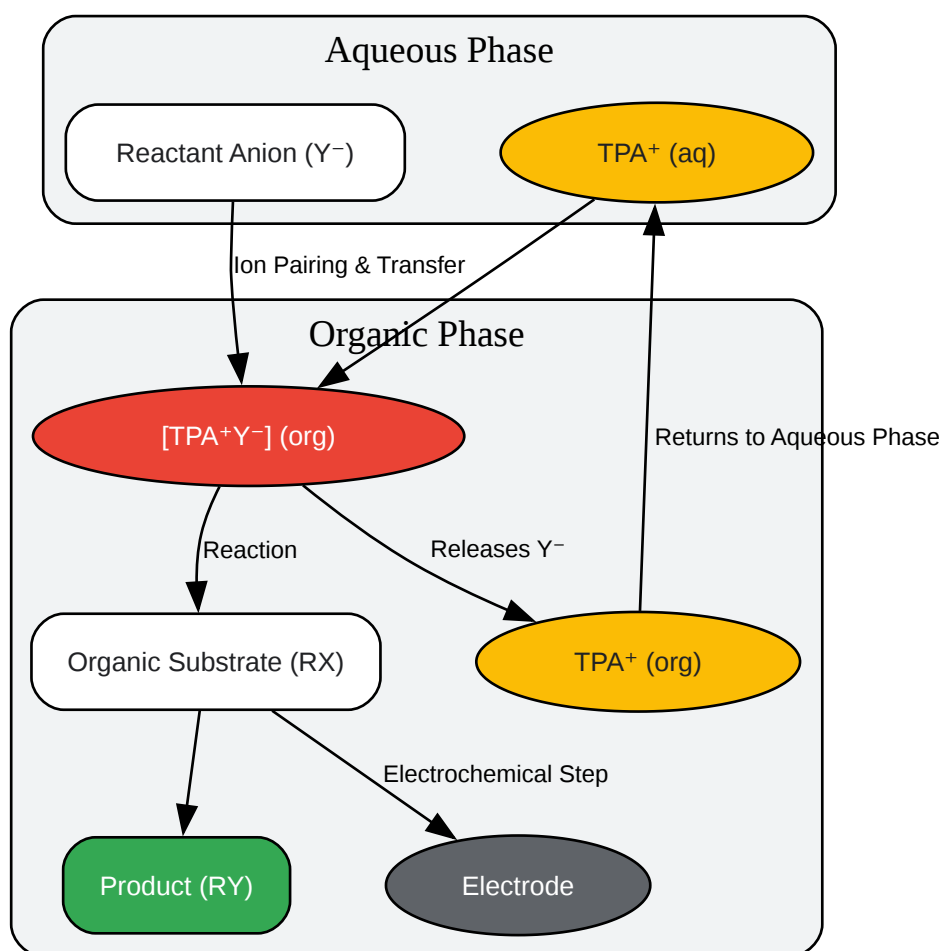 Aqueous Phase
Reactant Anion (Y⁻)
TPA⁺ (aq)
Ion Pairing & Transfer
Organic Phase
[TPA⁺Y⁻] (org)
Returns to Aqueous Phase
Reaction
Releases Y⁻
Organic Substrate (RX)
TPA⁺ (org)
Electrochemical Step
Product (RY)
Electrode